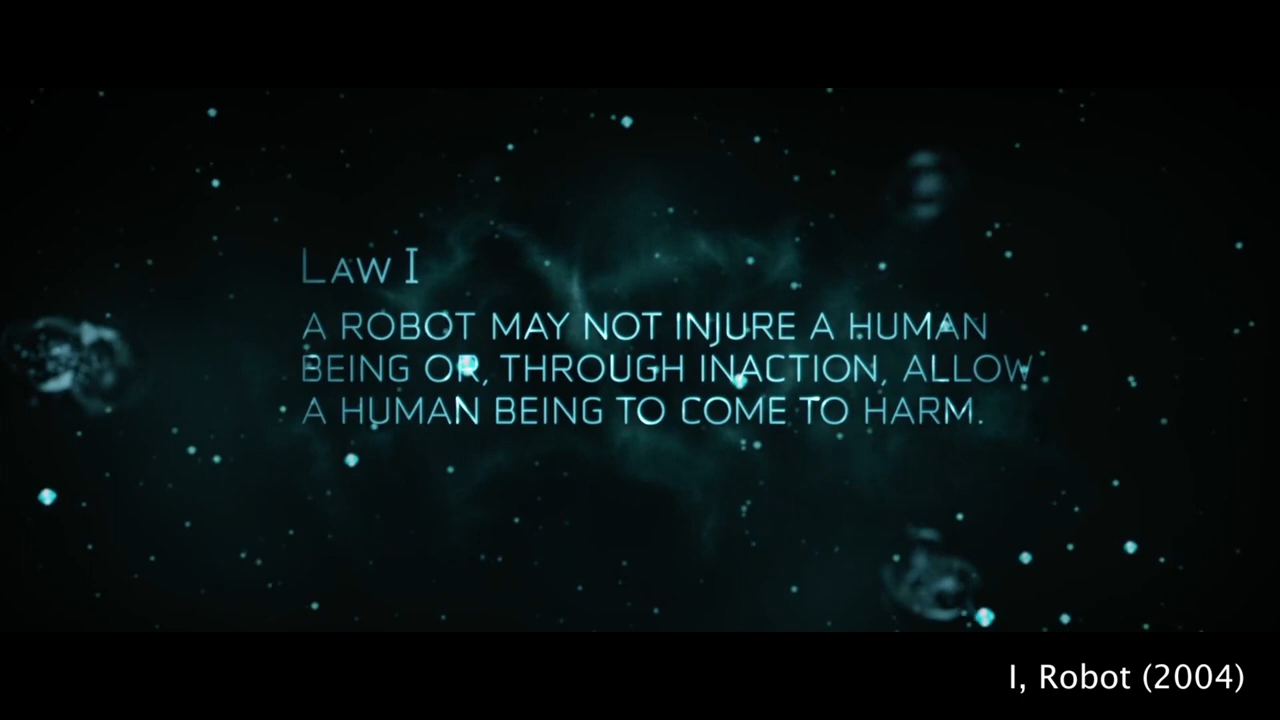 LAW I
A ROBOT MAY NOT INJURE A HUMAN
BEING OR, THROUGH INACTION, ALLOW
A HUMAN BEING TO COME TO HARM.
I, Robot (2004)